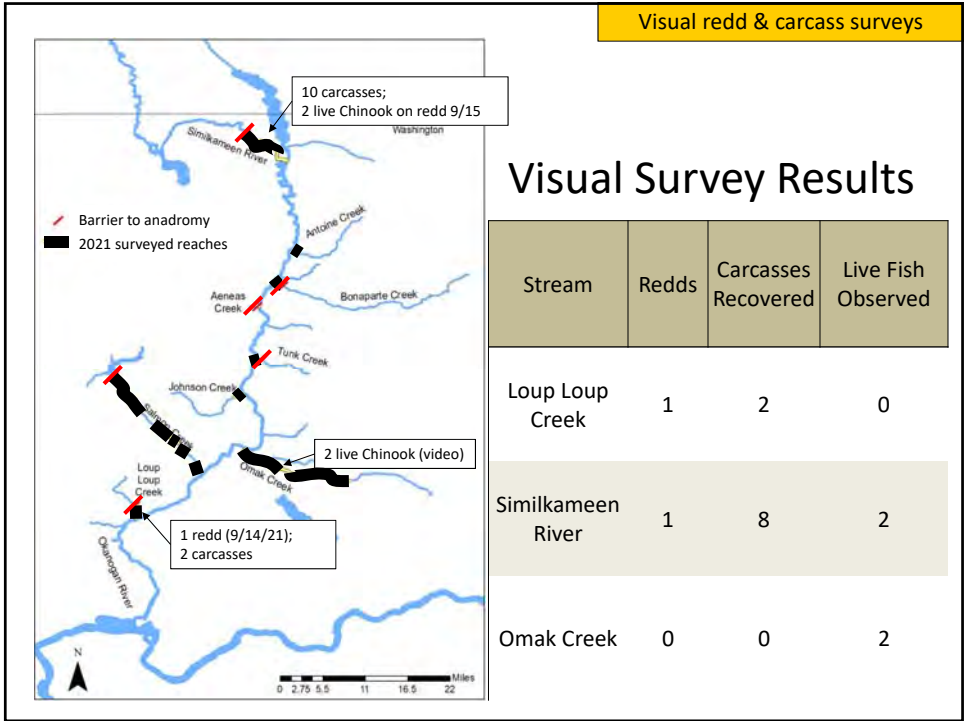 Visual redd & carcass surveys
10 carcasses;
2 live Chinook on redd 9/15
Washington
Similkameen River
Barrier to anadromy
2021 surveyed reaches
Antoine Creek
Aeneas
Creek
Bonaparte Creek
Tunk Creek
Johnson Creek
Salmon Creek
2 live Chinook (video)
Omak Creek
Loup
Loup
Creek
1 redd (9/14/21);
2 carcasses
Okanogan River
N
Miles
0 2.75 5.5 11 16.5 22
Visual Survey Results
Stream Redds Carcasses Recovered Live Fish Observed
Loup Loup Creek 1 2 0
Similkameen River 1 8 2
Omak Creek 0 0 2